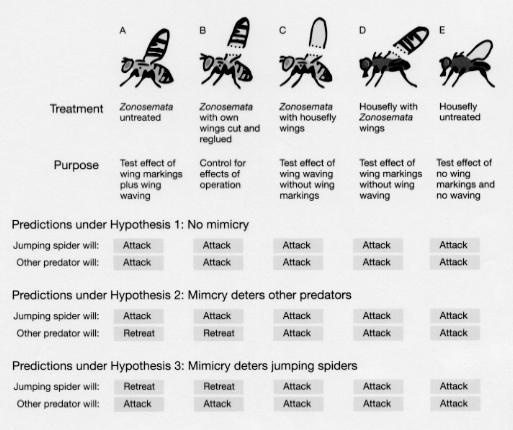 A B C D E
Treatment
Zonosemata untreated
Zonosemata with own wings cut and reglued
Zonosemata with housefly wings
Housefly with Zonosemata wings
Housefly untreated
Purpose
Test effect of wing markings plus wing waving
Control for effects of operation
Test effect of wing waving without wing markings
Test effect of wing markings without wing waving
Test effect of no wing markings and no waving
Predictions under Hypothesis 1: No mimicry
Jumping spider will: Attack Attack Attack Attack Attack
Other predator will: Attack Attack Attack Attack Attack
Predictions under Hypothesis 2: Mimcry deters other predators
Jumping spider will: Attack Attack Attack Attack Attack
Other predator will: Retreat Retreat Attack Attack Attack
Predictions under Hypothesis 3: Mimicry deters jumping spiders
Jumping spider will: Retreat Retreat Attack Attack Attack
Other predator will: Attack Attack Attack Attack Attack